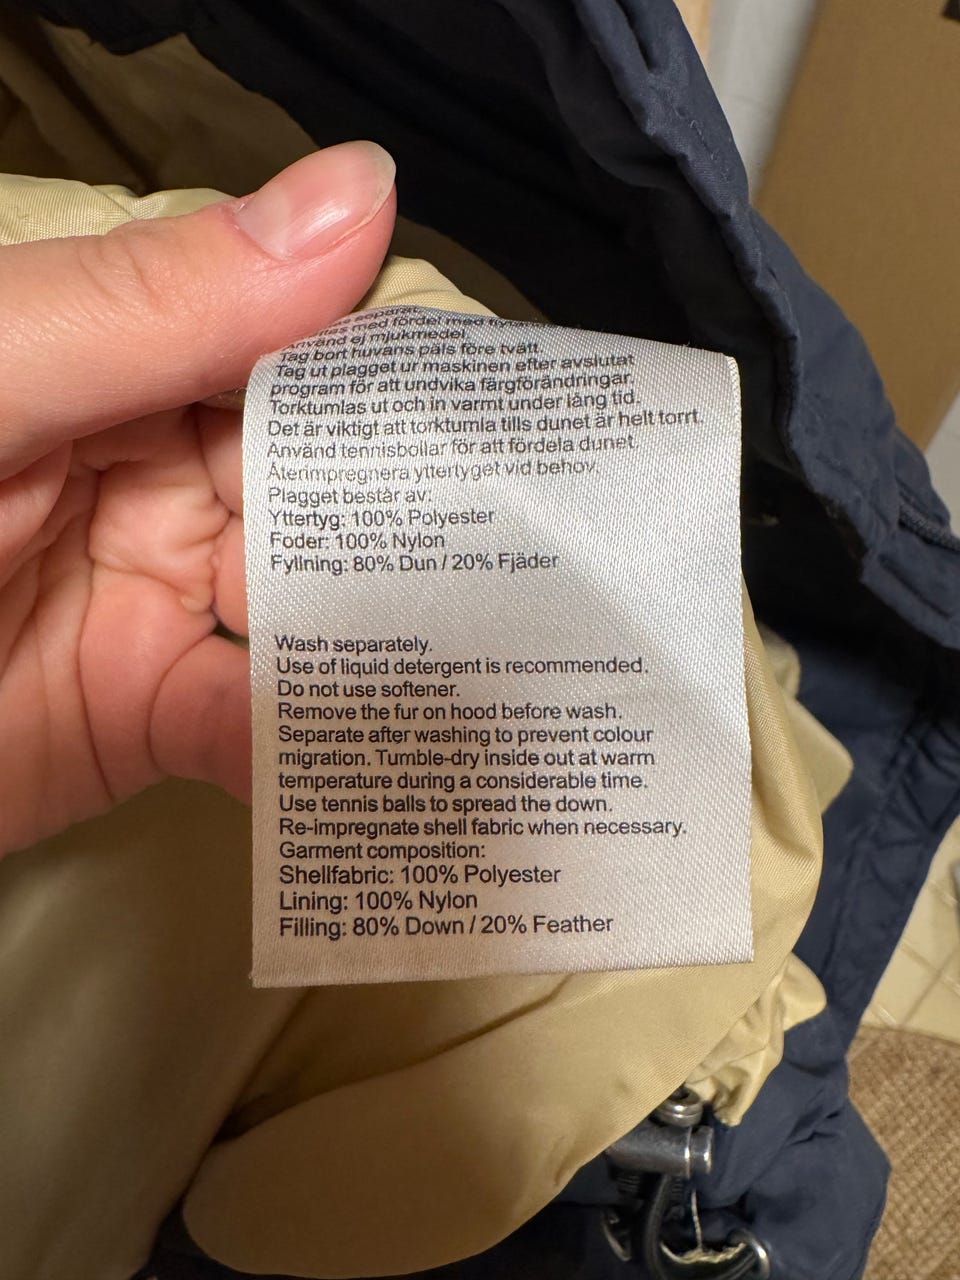 separat.
med fördel med
Använd ej mjukmedel
Tag bort huvans päls före tvätt.
Tag ut plagget ur maskinen efter avslutat
program för att undvika färgförändringar.
Torktumlas ut och in varmt under lång tid.
Det är viktigt att torktumla tills dunet är helt torrt.
Använd tennisbollar för att fördela dunet.
Återimpregnera yttertyget vid behov.
Plagget består av:
Yttertyg: 100% Polyester
Foder: 100% Nylon
Fyllning: 80% Dun / 20% Fjäder
Wash separately.
Use of liquid detergent is recommended.
Do not use softener.
Remove the fur on hood before wash.
Separate after washing to prevent colour
migration. Tumble-dry inside out at warm
temperature during a considerable time.
Use tennis balls to spread the down.
Re-impregnate shell fabric when necessary.
Garment composition:
Shellfabric: 100% Polyester
Lining: 100% Nylon
Filling: 80% Down / 20% Feather